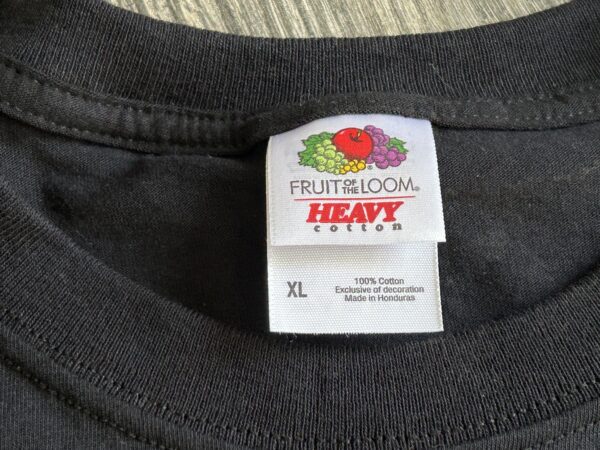 FRUIT OF THE LOOM®
HEAVY
cotton
XL
100% Cotton
Exclusive of decoration
Made in Honduras